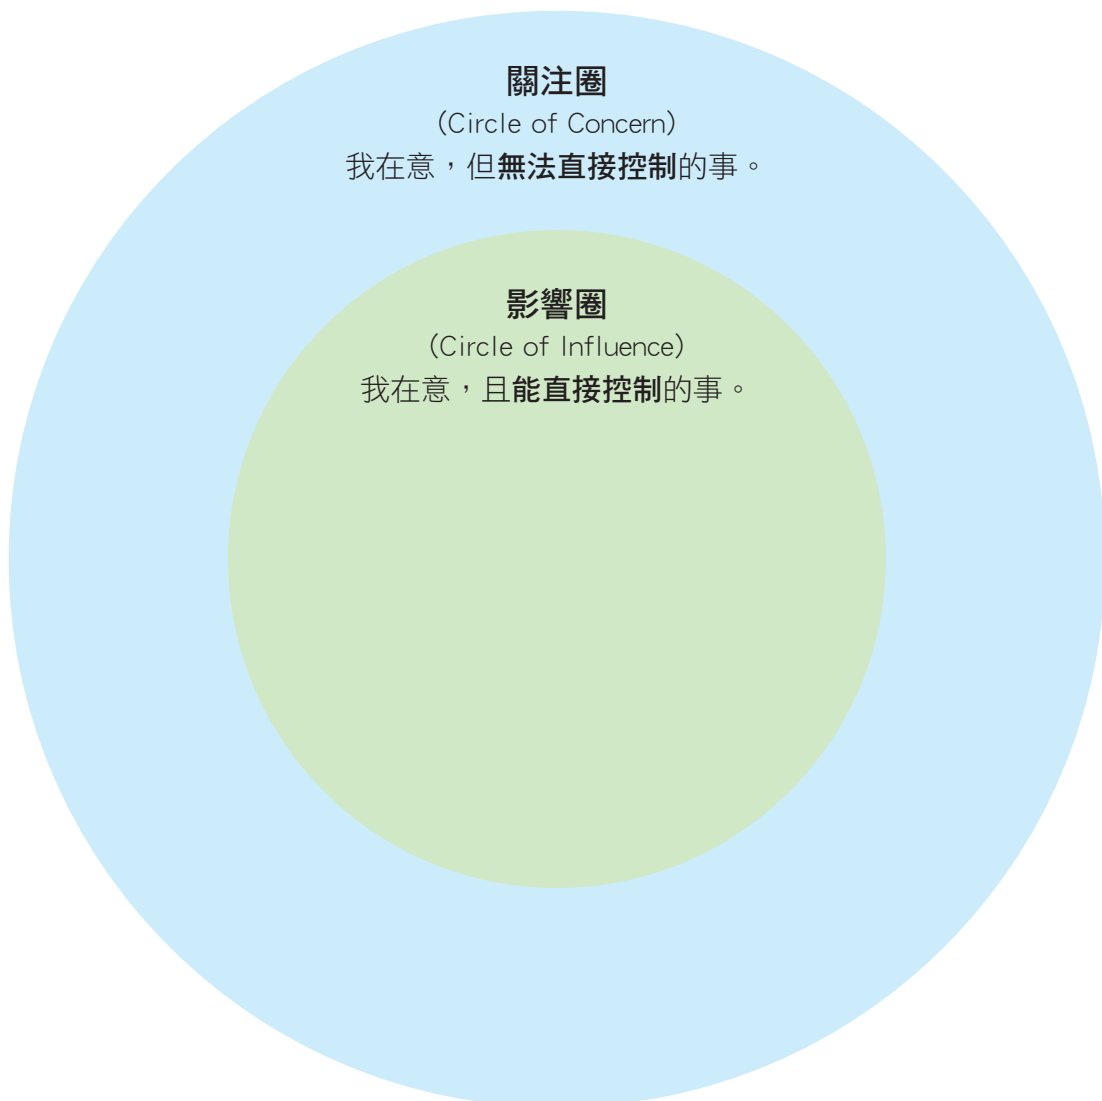 關注圈
（Circle of Concern）
我在意，但無法直接控制的事。
影響圈
（Circle of Influence）
我在意，且能直接控制的事。